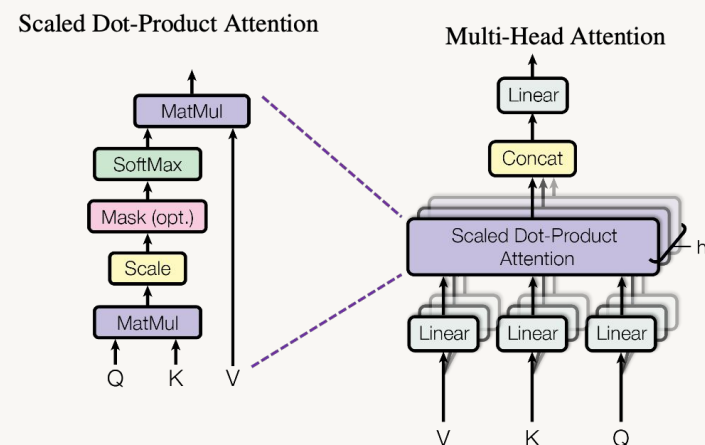 Scaled Dot-Product Attention
MatMul
SoftMax
Mask (opt.)
Scale
MatMul
Q K V
Multi-Head Attention
Linear
Concat
Scaled Dot-Product
Attention
h
Linear Linear Linear
V K Q